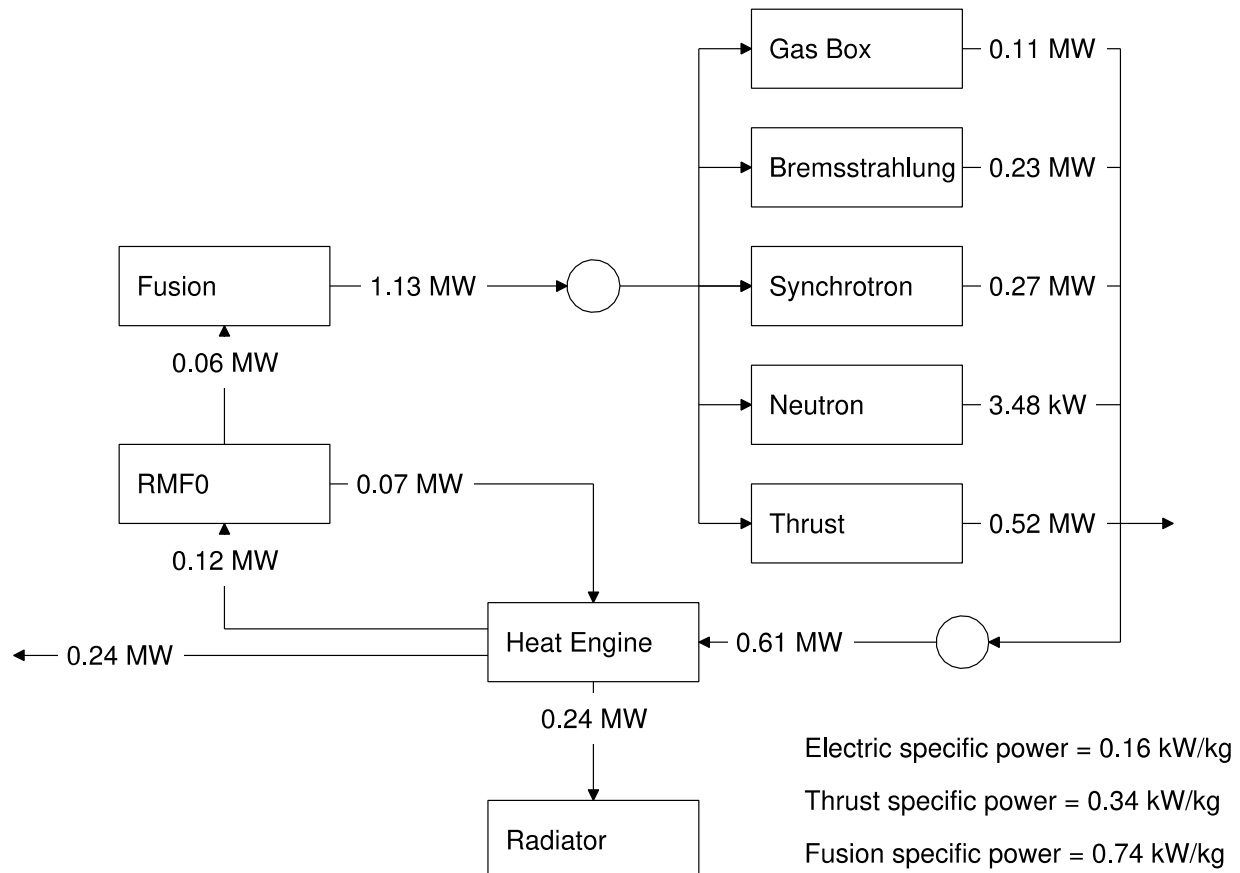 Gas Box
0.11 MW
Bremsstrahlung
0.23 MW
Fusion
1.13 MW
Synchrotron
0.27 MW
0.06 MW
Neutron
3.48 kW
RMF0
0.07 MW
Thrust
0.52 MW
0.12 MW
Heat Engine
0.61 MW
0.24 MW
0.24 MW
Electric specific power = 0.16 kW/kg
Thrust specific power = 0.34 kW/kg
Radiator
Fusion specific power = 0.74 kW/kg